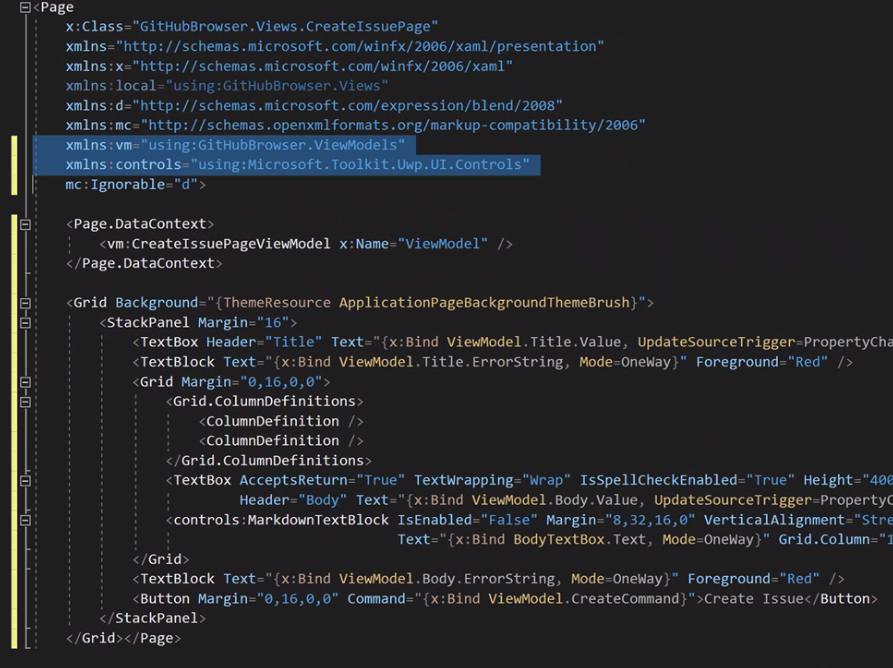 <Page
x:Class="GitHubBrowser.Views.CreateIssuePage"
xmlns="http://schemas.microsoft.com/winfx/2006/xaml/presentation"
xmlns:x="http://schemas.microsoft.com/winfx/2006/xaml"
xmlns:local="using:GitHubBrowser.Views"
xmlns:d="http://schemas.microsoft.com/expression/blend/2008"
xmlns:mc="http://schemas.openxmlformats.org/markup-compatibility/2006"
xmlns:vm="using:GitHubBrowser.ViewModels"
xmlns:controls="using:Microsoft.Toolkit.Uwp.UI.Controls"
mc:Ignorable="d">
<Page.DataContext>
<vm:CreateIssuePageViewModel x:Name="ViewModel" />
</Page.DataContext>
<Grid Background="{ThemeResource ApplicationPageBackgroundThemeBrush}">
<StackPanel Margin="16">
<TextBox Header="Title" Text="{x:Bind ViewModel.Title.Value, UpdateSourceTrigger=PropertyCha
<TextBlock Text="{x:Bind ViewModel.Title.ErrorString, Mode=OneWay}" Foreground="Red" />
<Grid Margin="0,16,0,0">
<Grid.ColumnDefinitions>
<ColumnDefinition />
<ColumnDefinition />
</Grid.ColumnDefinitions>
<TextBox AcceptsReturn="True" TextWrapping="Wrap" IsSpellCheckEnabled="True" Height="400
Header="Body" Text="{x:Bind ViewModel.Body.Value, UpdateSourceTrigger=PropertyC
<controls:MarkdownTextBlock IsEnabled="False" Margin="8,32,16,0" VerticalAlignment="Stre
Text="{x:Bind BodyTextBox.Text, Mode=OneWay}" Grid.Column="1
</Grid>
<TextBlock Text="{x:Bind ViewModel.Body.ErrorString, Mode=OneWay}" Foreground="Red" />
<Button Margin="0,16,0,0" Command="{x:Bind ViewModel.CreateCommand}">Create Issue</Button>
</StackPanel>
</Grid></Page>